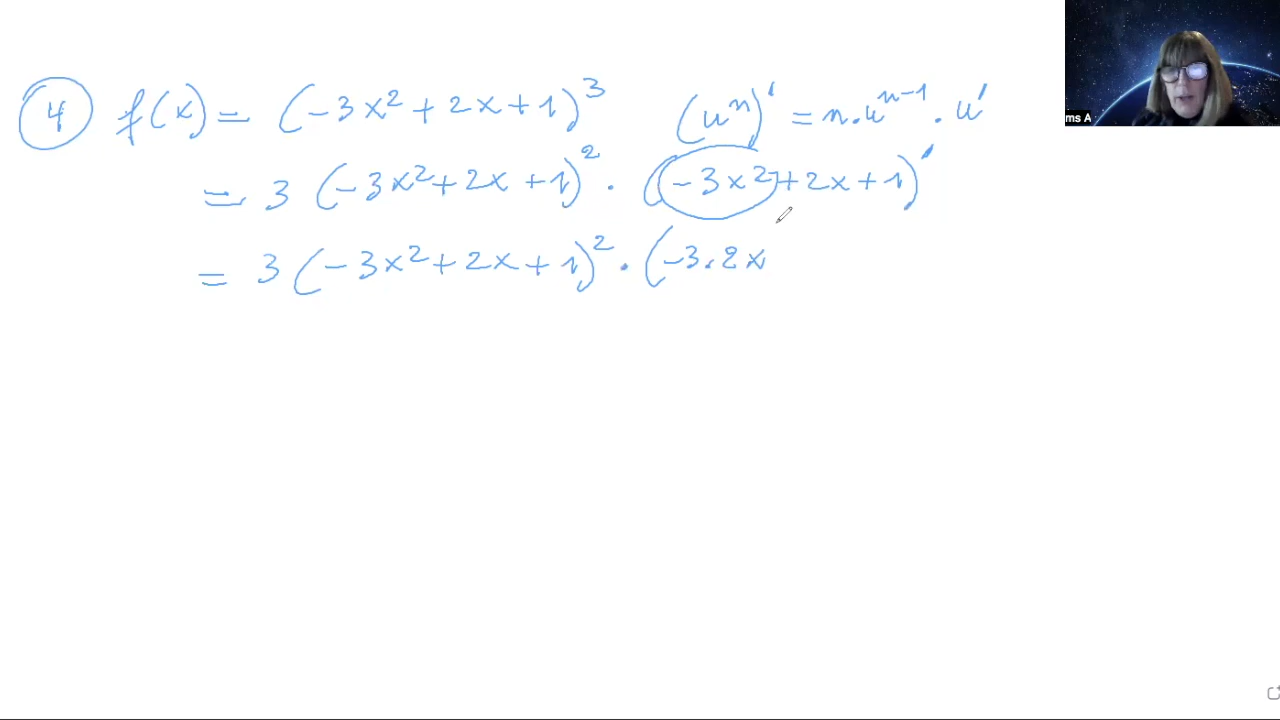 4 f(x) = (-3x² + 2x + 1)³ (uⁿ)' = n·uⁿ⁻¹·u'
= 3 (-3x² + 2x + 1)² · (-3x² + 2x + 1)'
= 3 (-3x² + 2x + 1)² · (-3·2x
ms A